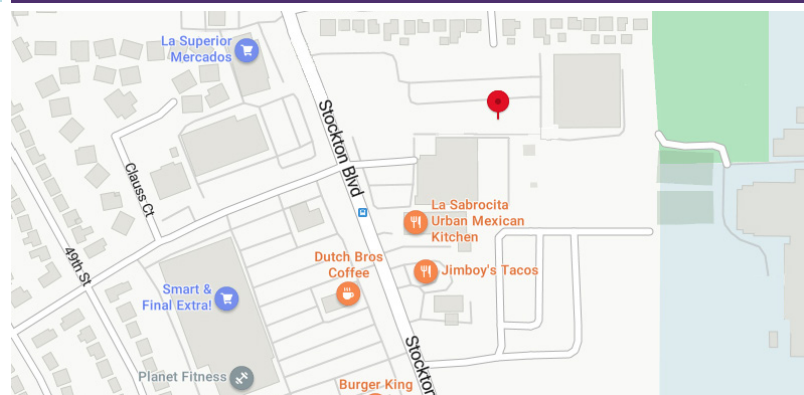 La Superior
Mercados
Stockton Blvd
Clauss Ct
La Sabrocita
Urban Mexican
Kitchen
49th St
Dutch Bros
Coffee
Jimboy's Tacos
Smart &
Final Extra!
Stockton
Planet Fitness
Burger King